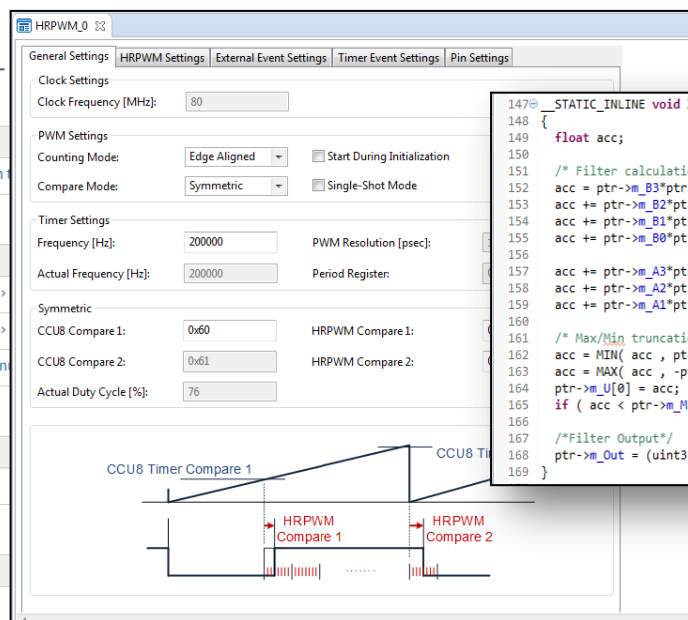 HRPWM_0
General Settings HRPWM Settings External Event Settings Timer Event Settings Pin Settings
Clock Settings
Clock Frequency [MHz]: 80
PWM Settings
Counting Mode: Edge Aligned Start During Initialization
Compare Mode: Symmetric Single-Shot Mode
Timer Settings
Frequency [Hz]: 200000 PWM Resolution [psec]:
Actual Frequency [Hz]: 200000 Period Register:
Symmetric
CCU8 Compare 1: 0x60 HRPWM Compare 1:
CCU8 Compare 2: 0x61 HRPWM Compare 2:
Actual Duty Cycle [%]: 76
CCU8 Timer Compare 1
CCU8 Ti
HRPWM
Compare 1
HRPWM
Compare 2
147 __STATIC_INLINE void
148 {
149 float acc;
150
151 /* Filter calculatio
152 acc = ptr->m_B3*ptr
153 acc += ptr->m_B2*pt
154 acc += ptr->m_B1*pt
155 acc += ptr->m_B0*pt
156
157 acc += ptr->m_A3*pt
158 acc += ptr->m_A2*pt
159 acc += ptr->m_A1*pt
160
161 /* Max/Min truncatio
162 acc = MIN( acc , pt
163 acc = MAX( acc , -p
164 ptr->m_U[0] = acc;
165 if ( acc < ptr->m_M
166
167 /*Filter Output*/
168 ptr->m_Out = (uint3
169 }